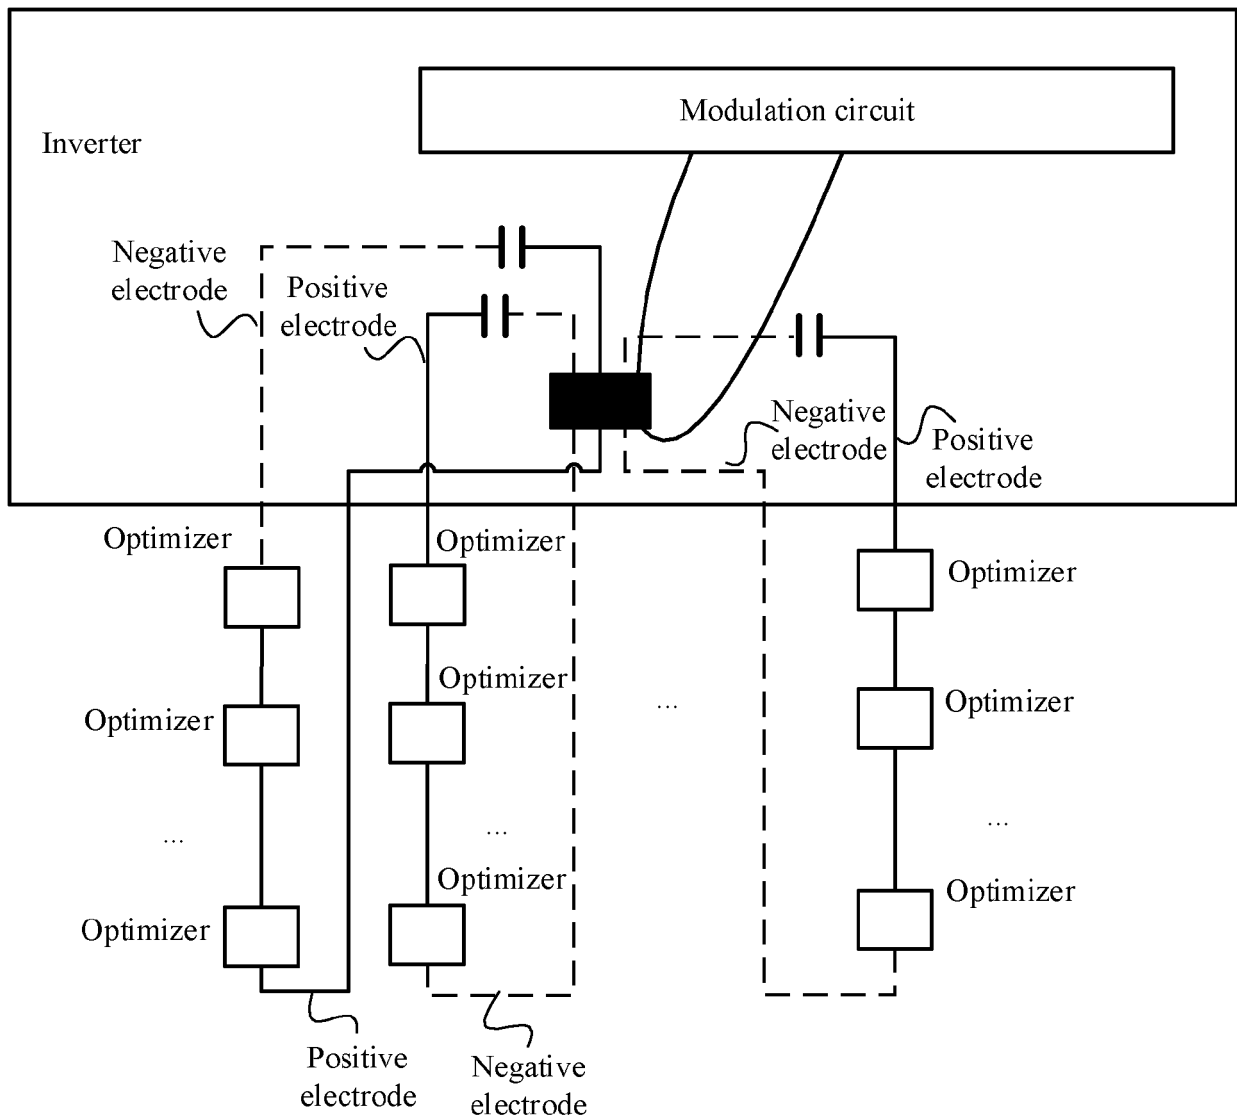 Modulation circuit
Inverter
Negative
electrode
Positive
electrode
Negative
electrode
Positive
electrode
Optimizer
Optimizer
Optimizer
Optimizer
Optimizer
Optimizer
...
...
...
...
Optimizer
Optimizer
Optimizer
Positive
electrode
Negative
electrode